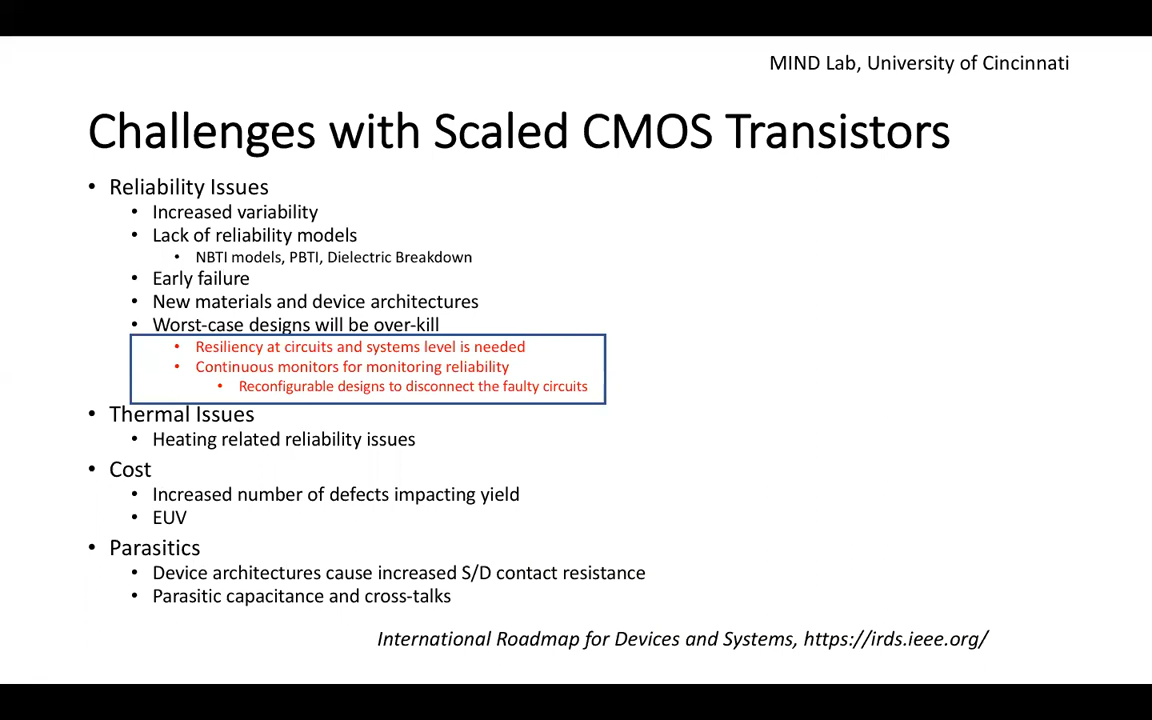 MIND Lab, University of Cincinnati
Challenges with Scaled CMOS Transistors
• Reliability Issues
• Increased variability
• Lack of reliability models
• NBTI models, PBTI, Dielectric Breakdown
• Early failure
• New materials and device architectures
• Worst-case designs will be over-kill
• Resiliency at circuits and systems level is needed
• Continuous monitors for monitoring reliability
• Reconfigurable designs to disconnect the faulty circuits
• Thermal Issues
• Heating related reliability issues
• Cost
• Increased number of defects impacting yield
• EUV
• Parasitics
• Device architectures cause increased S/D contact resistance
• Parasitic capacitance and cross-talks
International Roadmap for Devices and Systems, https://irds.ieee.org/